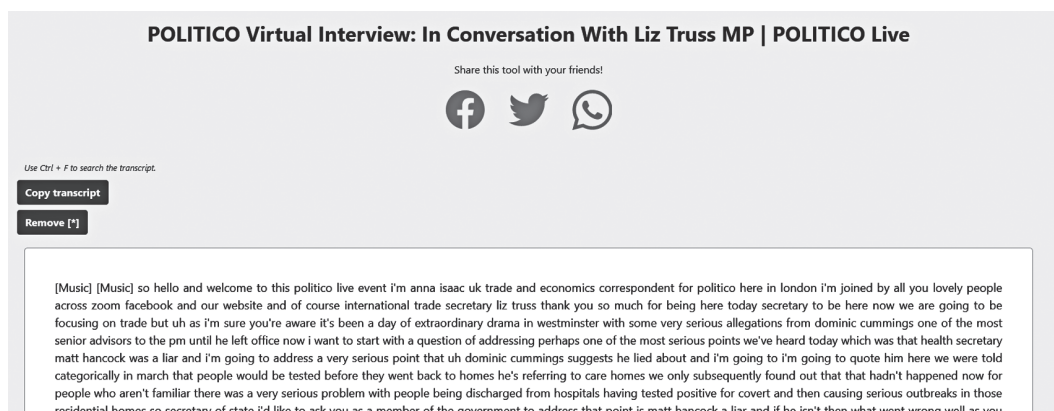 POLITICO Virtual Interview: In Conversation With Liz Truss MP | POLITICO Live
Share this tool with your friends!
Use Ctrl + F to search the transcript.
Copy transcript
Remove [*]
[Music] [Music] so hello and welcome to this politico live event i'm anna isaac uk trade and economics correspondent for politico here in london i'm joined by all you lovely people
across zoom facebook and our website and of course international trade secretary liz truss thank you so much for being here today secretary to be here now we are going to be
focusing on trade but uh as i'm sure you're aware it's been a day of extraordinary drama in westminster with some very serious allegations from dominic cummings one of the most
senior advisors to the pm until he left office now i want to start with a question of addressing perhaps one of the most serious points we've heard today which was that health secretary
matt hancock was a liar and i'm going to address a very serious point that uh dominic cummings suggests he lied about and i'm going to i'm going to quote him here we were told
categorically in march that people would be tested before they went back to homes he's referring to care homes we only subsequently found out that that hadn't happened now for
people who aren't familiar there was a very serious problem with people being discharged from hospitals having tested positive for covert and then causing serious outbreaks in those
residential homes so secretary of state i'd like to ask you as a member of the government to address that point is matt hancock a liar and if he isn't then what went wrong well as you